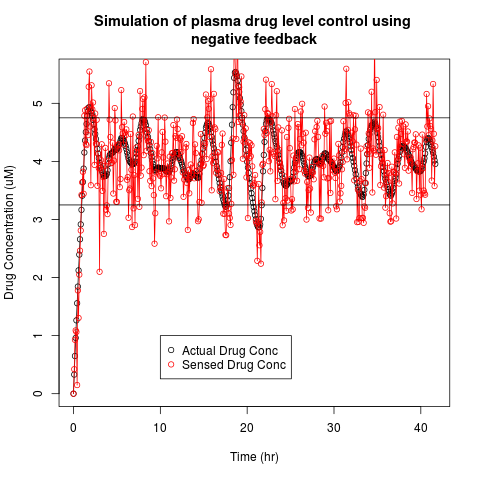 Simulation of plasma drug level control using
negative feedback
Drug Concentration (uM)
5
4
3
2
1
0
Actual Drug Conc
Sensed Drug Conc
0 10 20 30 40
Time (hr)